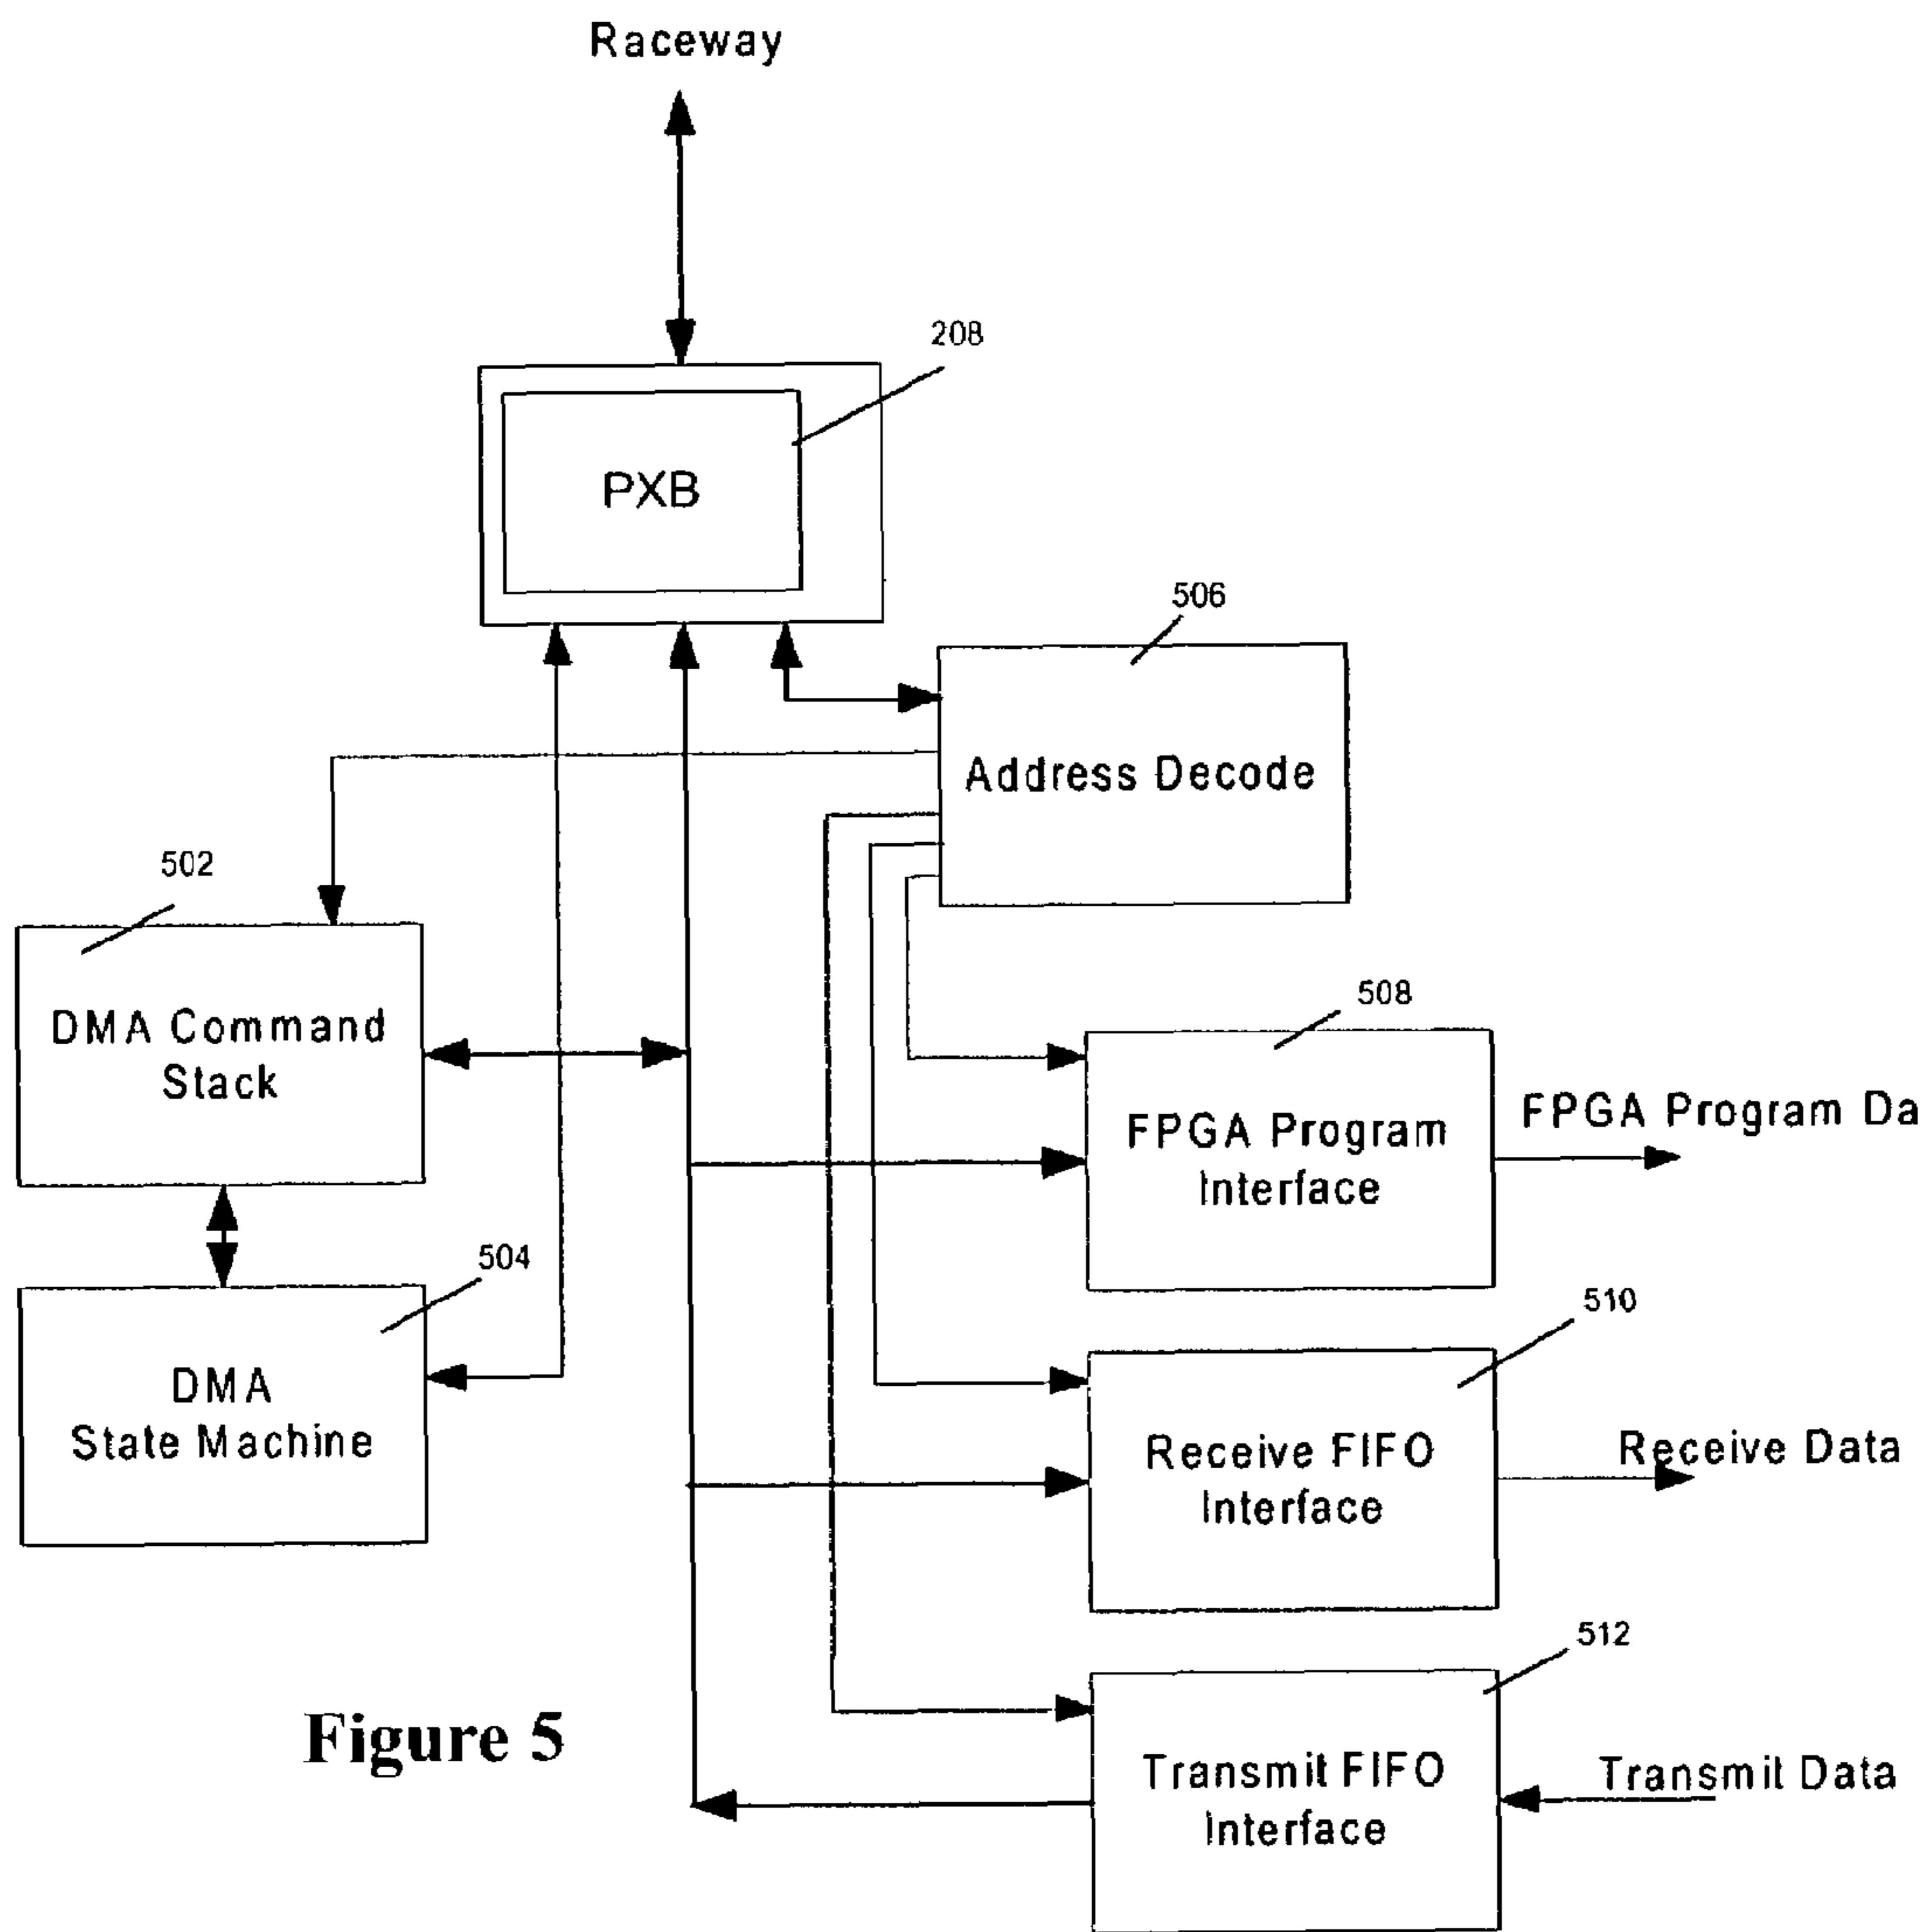 Raceway
208
PXB
506
Address Decode
502
DMA Command
Stack
508
FPGA Program
Interface
FPGA Program Da
504
DMA
State Machine
510
Receive FIFO
Interface
Receive Data
512
Transmit FIFO
Interface
Transmit Data
Figure 5